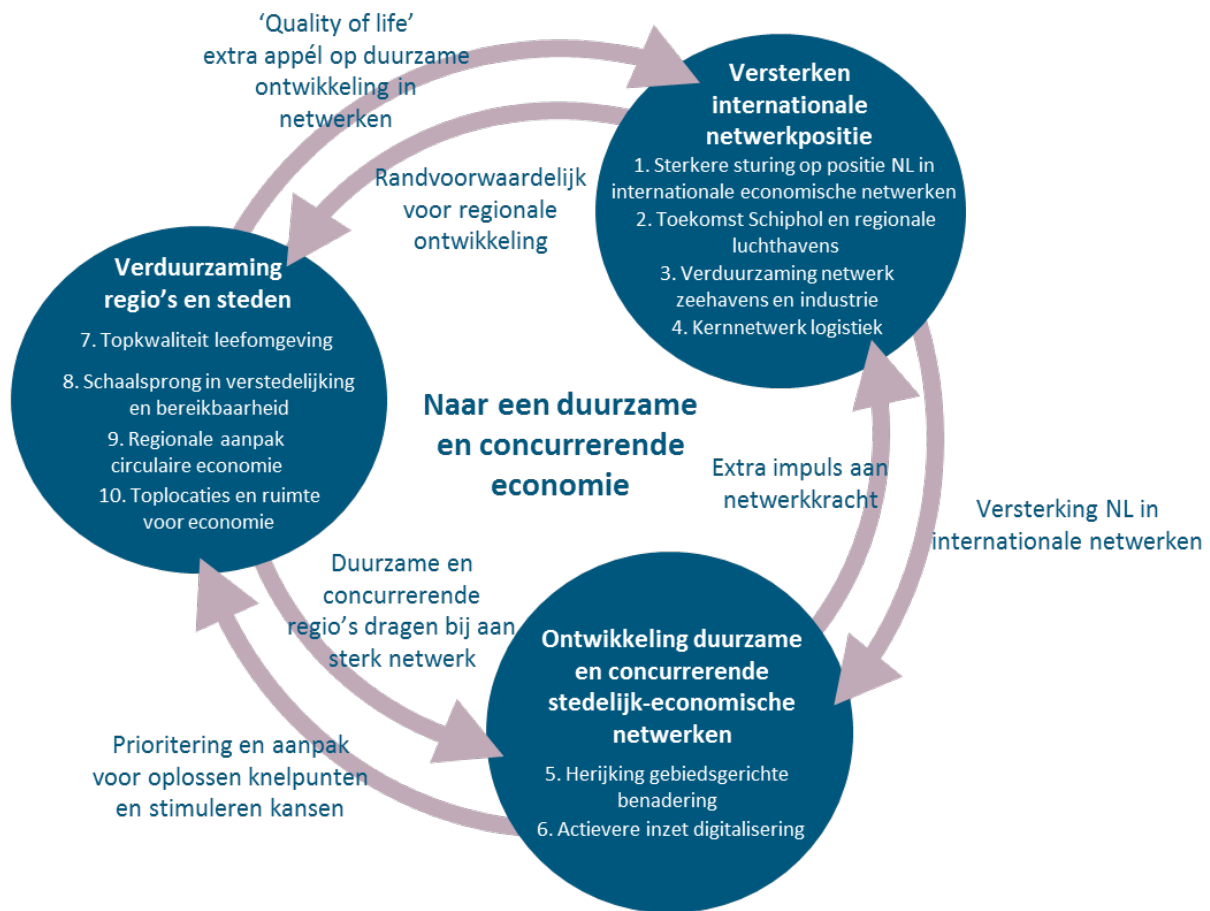 ‘Quality of life’
extra appél op duurzame
ontwikkeling in
netwerken
Versterken
internationale
netwerkpositie
1. Sterkere sturing op positie NL in
internationale economische netwerken
2. Toekomst Schiphol en regionale
luchthavens
3. Verduurzaming netwerk
zeehavens en industrie
4. Kernnetwerk logistiek
Randvoorwaardelijk
voor regionale
ontwikkeling
Verduurzaming
regio’s en steden
7. Topkwaliteit leefomgeving
8. Schaalsprong in verstedelijking
en bereikbaarheid
9. Regionale aanpak
circulaire economie
10. Toplocaties en ruimte
voor economie
Naar een duurzame
en concurrerende
economie
Extra impuls aan
netwerkkracht
Versterking NL in
internationale netwerken
Duurzame en
concurrerende
regio’s dragen bij aan
sterk netwerk
Ontwikkeling duurzame
en concurrerende
stedelijk-economische
netwerken
5. Herijking gebiedsgerichte
benadering
6. Actievere inzet digitalisering
Prioritering en aanpak
voor oplossen knelpunten
en stimuleren kansen